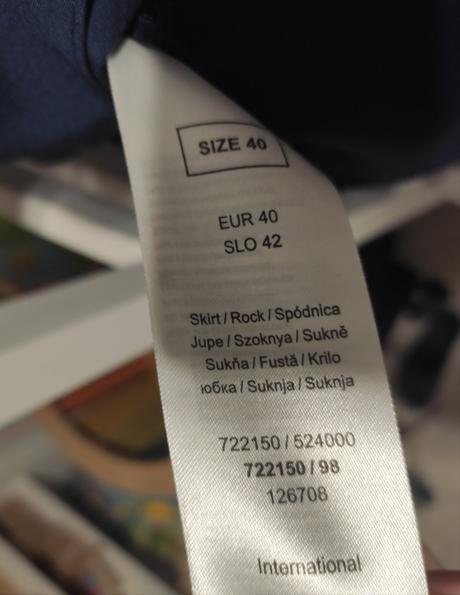 SIZE 40
EUR 40
SLO 42
Skirt / Rock / Spódnica
Jupe / Szoknya / Sukně
Sukňa / Fustă / Krilo
юбка / Suknja / Suknja
722150 / 524000
722150 / 98
126708
International